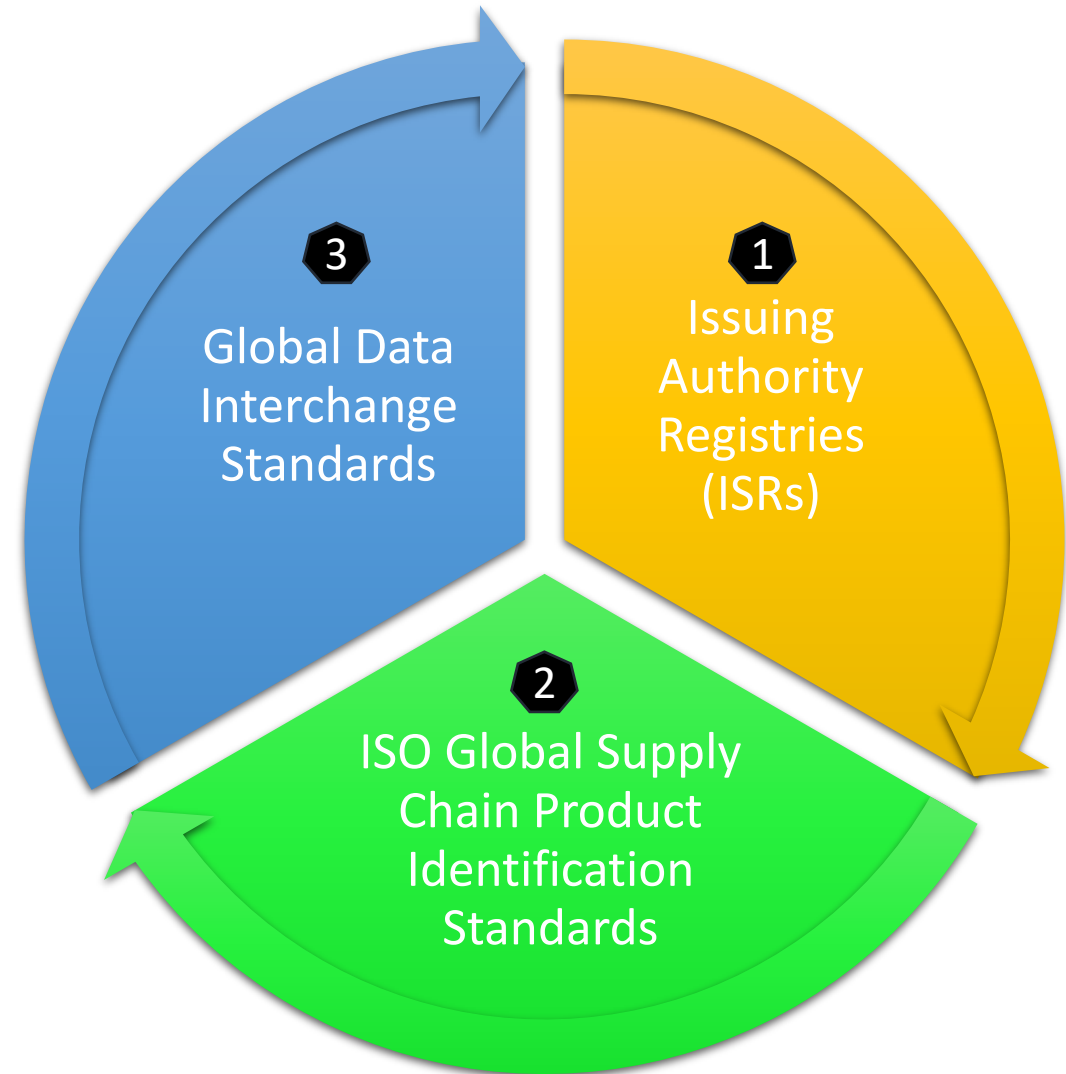 1
Issuing
Authority
Registries
(ISRs)
2
ISO Global Supply
Chain Product
Identification
Standards
3
Global Data
Interchange
Standards